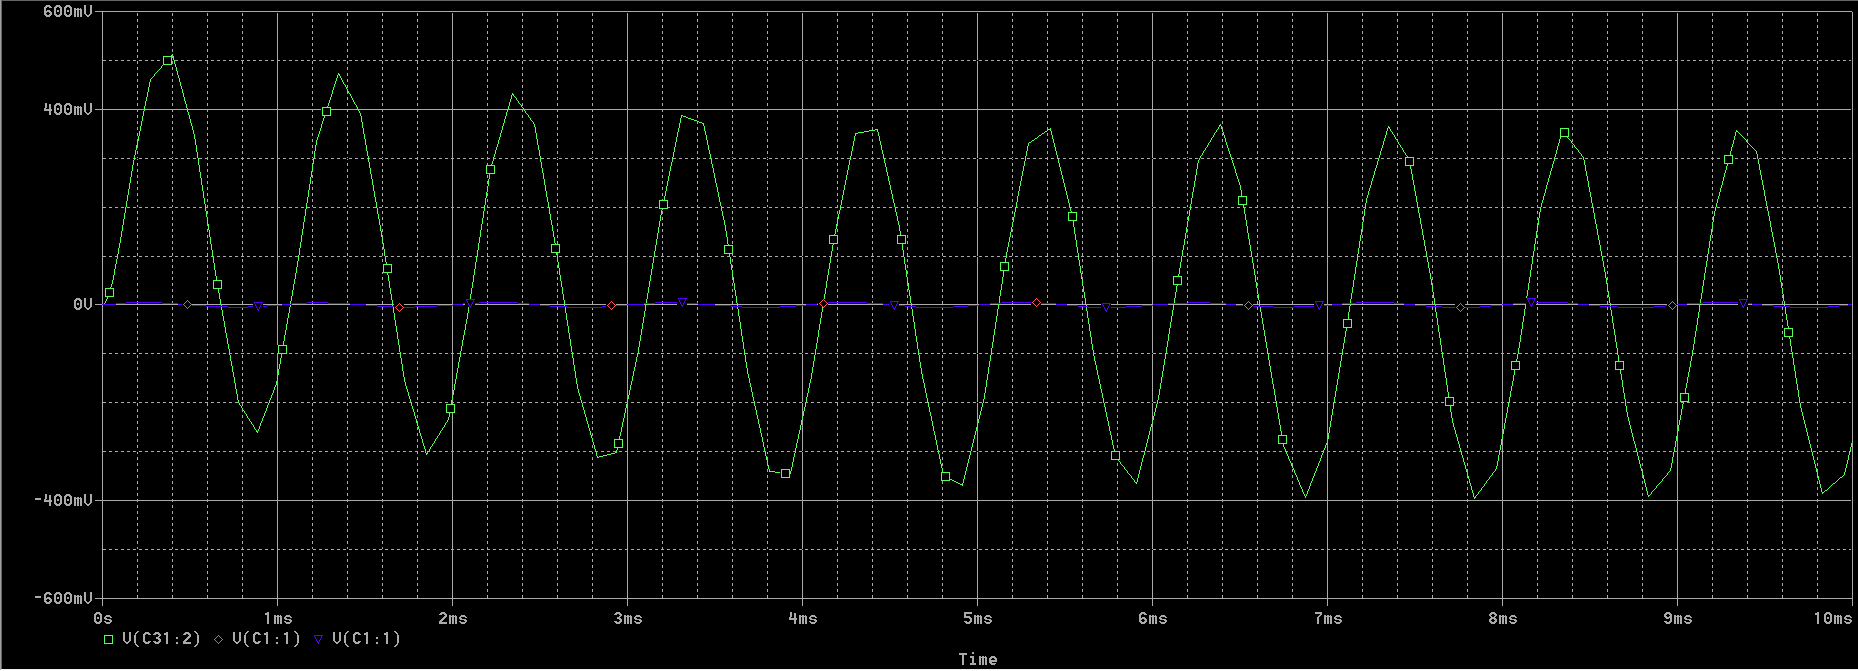 600mV
400mV
0V
-400mV
-600mV
0s 1ms 2ms 3ms 4ms 5ms 6ms 7ms 8ms 9ms 10ms
V(C31:2) V(C1:1) V(C1:1)
Time